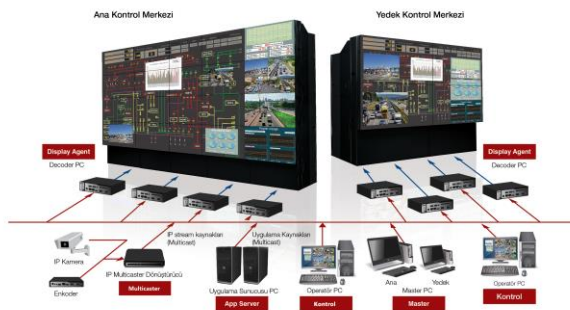 Ana Kontrol Merkezi
Yedek Kontrol Merkezi
Display Agent
Decoder PC
Display Agent
Decoder PC
IP Kamera
Enkoder
IP Multicaster Dönüştürücü
Multicaster
IP stream kaynakları
(Multicast)
Uygulama Kaynakları
(Multicast)
Uygulama Sunucusu PC
App Server
Operatör PC
Kontrol
Ana
Yedek
Master PC
Master
Operatör PC
Kontrol